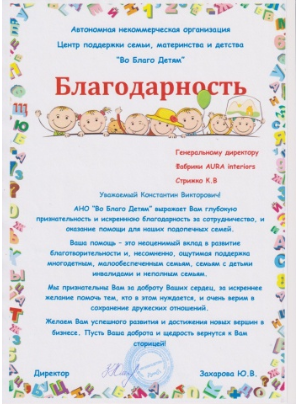 Автономная некоммерческая организация
Центр поддержки семьи, материнства и детства
"Во Благо Детям"
Благодарность
Генеральному директору
Фабрики AURA interiors
Стрижко К.В
Уважаемый Константин Викторович!
АНО "Во Благо Детям" выражает Вам глубокую
признательность и искреннюю благодарность за сотрудничество, и
оказание помощи для наших подопечных семей.
Ваша помощь – это неоценимый вклад в развитие
благотворительности и, несомненно, ощутимая поддержка
многодетным, малообеспеченным семьям, семьям с детьми
инвалидами и неполным семьям.
Мы признательны Вам за доброту Ваших сердец, за искреннее
желание помочь тем, кто в этом нуждается, и очень верим в
сохранение дружеских отношений.
Желаем Вам успешного развития и достижении новых вершин в
бизнесе. Пусть Ваша доброта и щедрость вернутся к Вам
сторицей!
Директор Захарова Ю.В.